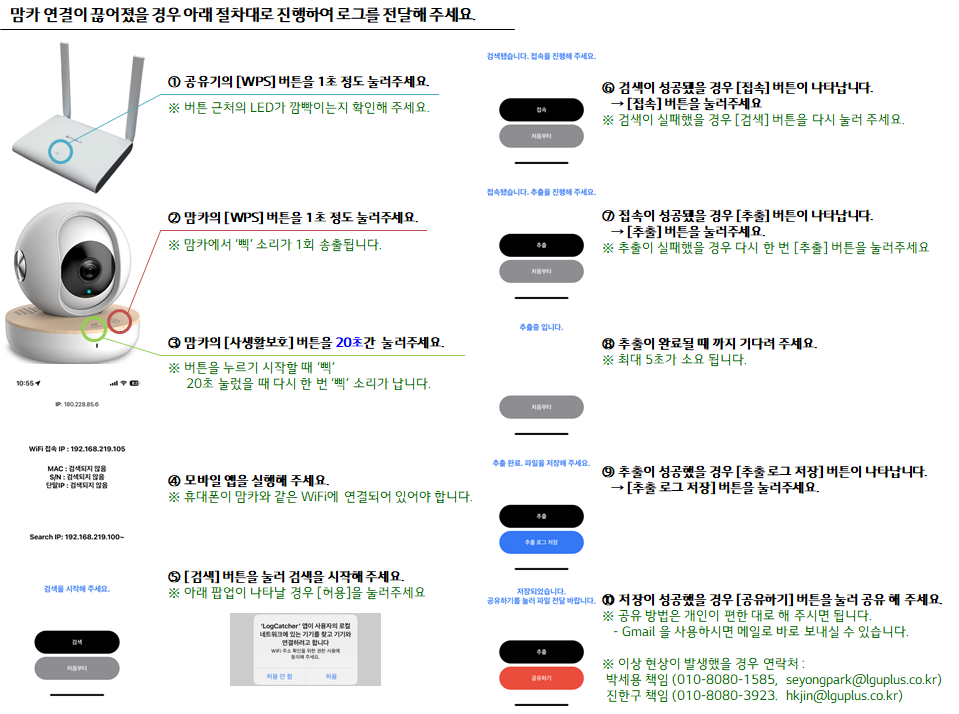 맘카 연결이 끊어졌을 경우 아래 절차대로 진행하여 로그를 전달해 주세요.
① 공유기의 [WPS] 버튼을 1초 정도 눌러주세요.
※ 버튼 근처의 LED가 깜빡이는지 확인해 주세요.
② 맘카의 [WPS] 버튼을 1초 정도 눌러주세요.
※ 맘카에서 ‘삑’ 소리가 1회 송출됩니다.
③ 맘카의 [사생활보호] 버튼을 20초간 눌러주세요.
※ 버튼을 누르기 시작할 때 ‘삑’
20초 눌렀을 때 다시 한 번 ‘삑’ 소리가 납니다.
10:55
IP: 180.228.85.6
WiFi 접속 IP : 192.168.219.105
MAC : 검색되지 않음
S/N : 검색되지 않음
단말IP : 검색되지 않음
④ 모바일 앱을 실행해 주세요.
※ 휴대폰이 맘카와 같은 WiFi에 연결되어 있어야 합니다.
Search IP: 192.168.219.100~
검색을 시작해 주세요.
검색
처음부터
⑤ [검색] 버튼을 눌러 검색을 시작해 주세요.
※ 아래 팝업이 나타날 경우 [허용]을 눌러주세요
‘LogCatcher’ 앱이 사용자의 로컬
네트워크에 있는 기기를 찾고 기기와
연결하려고 합니다
WiFi 주소 확인을 위한 권한 사용에
동의해 주세요.
허용 안 함
허용
검색됐습니다. 접속을 진행해 주세요.
접속
처음부터
⑥ 검색이 성공됐을 경우 [접속] 버튼이 나타납니다.
→ [접속] 버튼을 눌러주세요
※ 검색이 실패했을 경우 [검색] 버튼을 다시 눌러 주세요.
접속됐습니다. 추출을 진행해 주세요.
추출
처음부터
⑦ 접속이 성공됐을 경우 [추출] 버튼이 나타납니다.
→ [추출] 버튼을 눌러주세요.
※ 추출이 실패했을 경우 다시 한 번 [추출] 버튼을 눌러주세요
추출중 입니다.
처음부터
⑧ 추출이 완료될 때 까지 기다려 주세요.
※ 최대 5초가 소요 됩니다.
추출 완료. 파일을 저장해 주세요.
추출
추출 로그 저장
⑨ 추출이 성공했을 경우 [추출 로그 저장] 버튼이 나타납니다.
→ [추출 로그 저장] 버튼을 눌러주세요.
저장되었습니다.
공유하기를 눌러 파일 전달 바랍니다.
추출
공유하기
⑩ 저장이 성공했을 경우 [공유하기] 버튼을 눌러 공유 해 주세요.
※ 공유 방법은 개인이 편한 대로 해 주시면 됩니다.
- Gmail 을 사용하시면 메일로 바로 보내실 수 있습니다.
※ 이상 현상이 발생했을 경우 연락처 :
박세용 책임 (010-8080-1585, seyongpark@lguplus.co.kr)
진한구 책임 (010-8080-3923. hkjin@lguplus.co.kr)